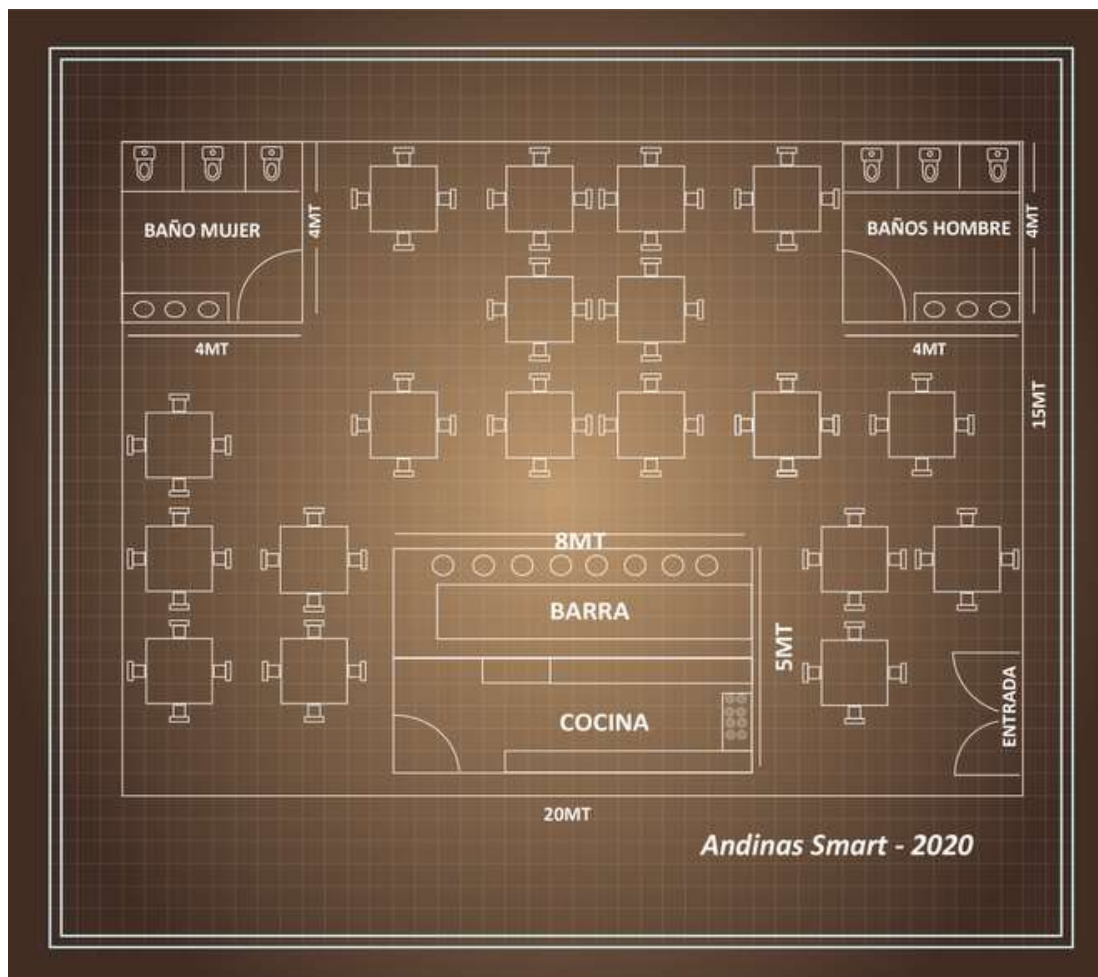 BAÑO MUJER
4MT
4MT
BAÑOS HOMBRE
4MT
4MT
15MT
8MT
BARRA
5MT
COCINA
ENTRADA
20MT
Andinas Smart - 2020